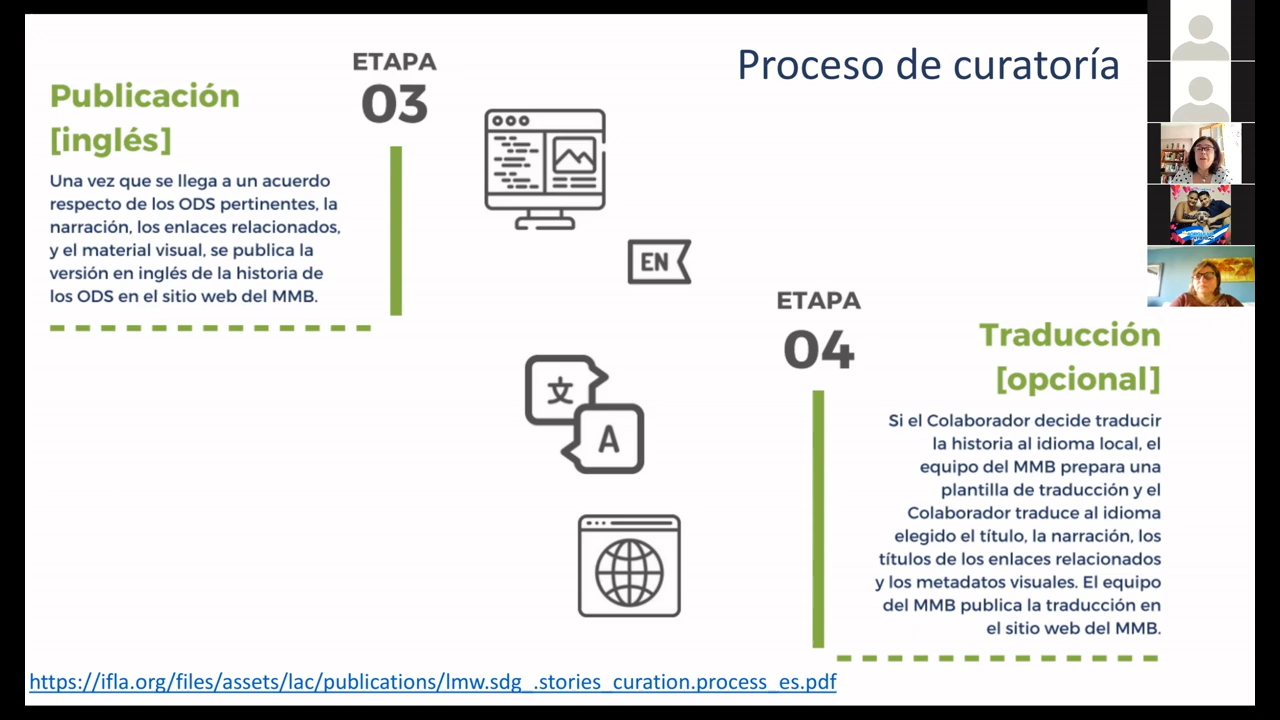 Proceso de curatoría
ETAPA
03
Publicación
[inglés]
Una vez que se llega a un acuerdo
respecto de los ODS pertinentes, la
narración, los enlaces relacionados,
y el material visual, se publica la
versión en inglés de la historia de
los ODS en el sitio web del MMB.
EN
文
A
ETAPA
04
Traducción
[opcional]
Si el Colaborador decide traducir
la historia al idioma local, el
equipo del MMB prepara una
plantilla de traducción y el
Colaborador traduce al idioma
elegido el título, la narración, los
títulos de los enlaces relacionados
y los metadatos visuales. El equipo
del MMB publica la traducción en
el sitio web del MMB.
https://ifla.org/files/assets/lac/publications/lmw.sdg_.stories_curation.process_es.pdf